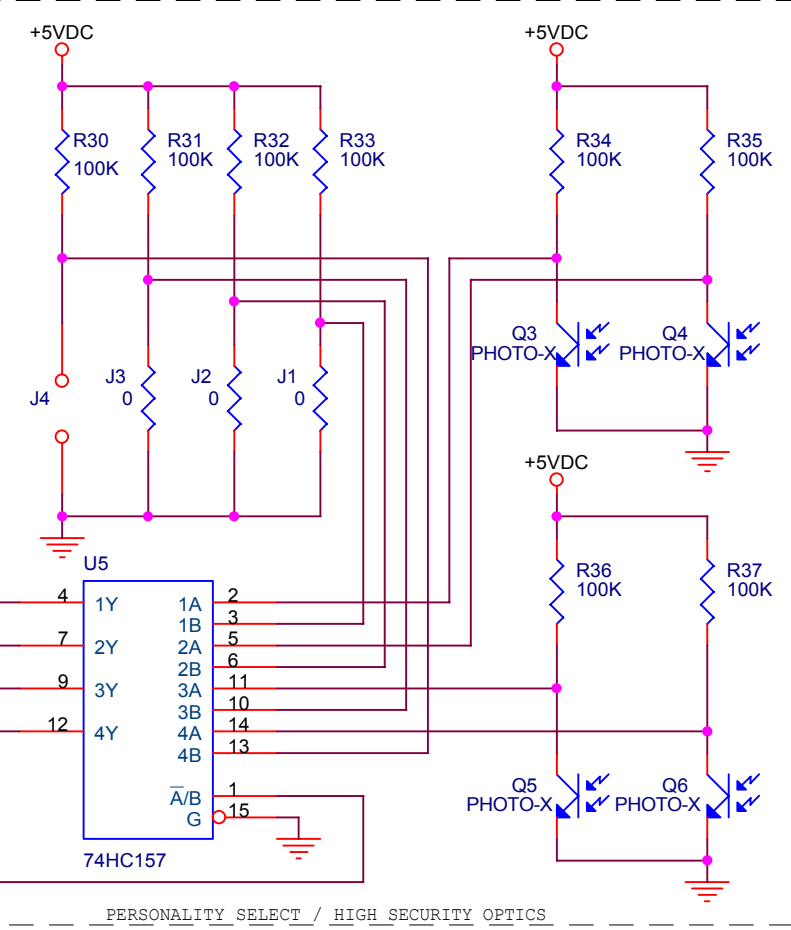 +5VDC
+5VDC
R30
100K
R31
100K
R32
100K
R33
100K
R34
100K
R35
100K
Q3
PHOTO-X
Q4
PHOTO-X
J4
J3
0
J2
0
J1
0
+5VDC
U5
R36
100K
R37
100K
4 1Y 1A 2
1B 3
7 2Y 2A 5
2B 6
9 3Y 3A 11
3B 10
12 4Y 4A 14
4B 13
A̅/B 1
G 15
Q5
PHOTO-X
Q6
PHOTO-X
74HC157
PERSONALITY SELECT / HIGH SECURITY OPTICS